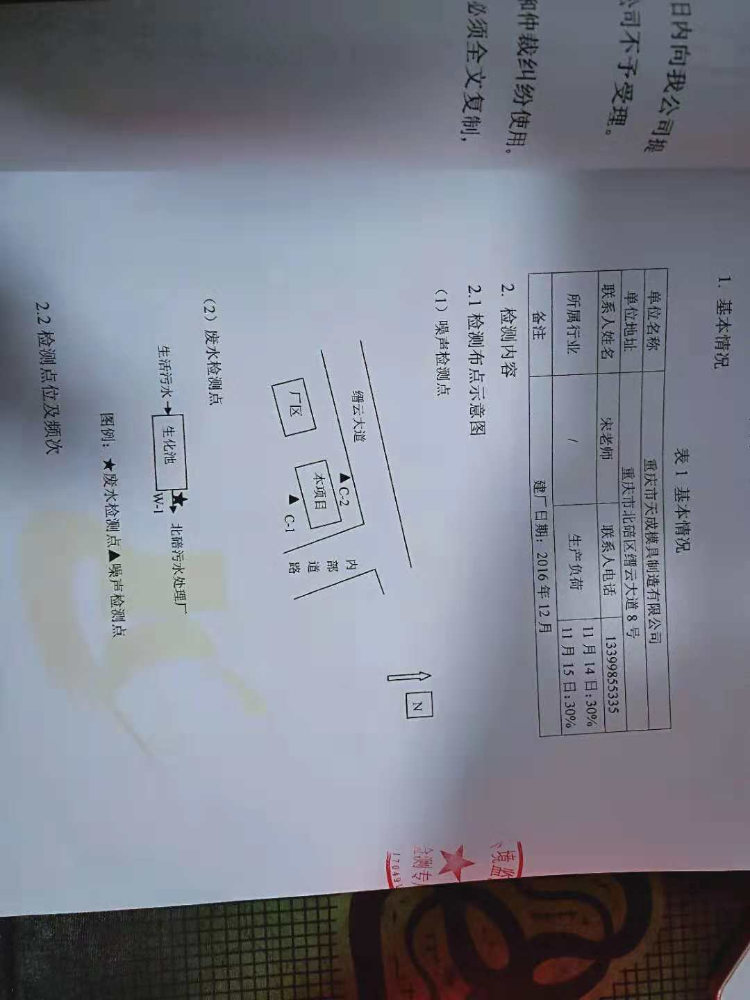 日内向我公司提
公司不予受理。
和仲裁纠纷使用。
必须全文复制，
1. 基本情况
表1 基本情况
单位名称 重庆市天成模具制造有限公司
单位地址 重庆市北碚区缙云大道8号
联系人姓名 宋老师 联系人电话 13399855335
所属行业 / 生产负荷 11月14日:30%
11月15日:30%
备注 建厂日期：2016年12月
2. 检测内容
2.1 检测布点示意图
（1）噪声检测点
N
缙云大道
▲C-2
厂区
本项目
▲ C-1
内部道路
（2）废水检测点
生活污水 生化池 ★ 北碚污水处理厂
W-1
图例：★废水检测点▲噪声检测点
2.2 检测点位及频次
境监
检测专
17049